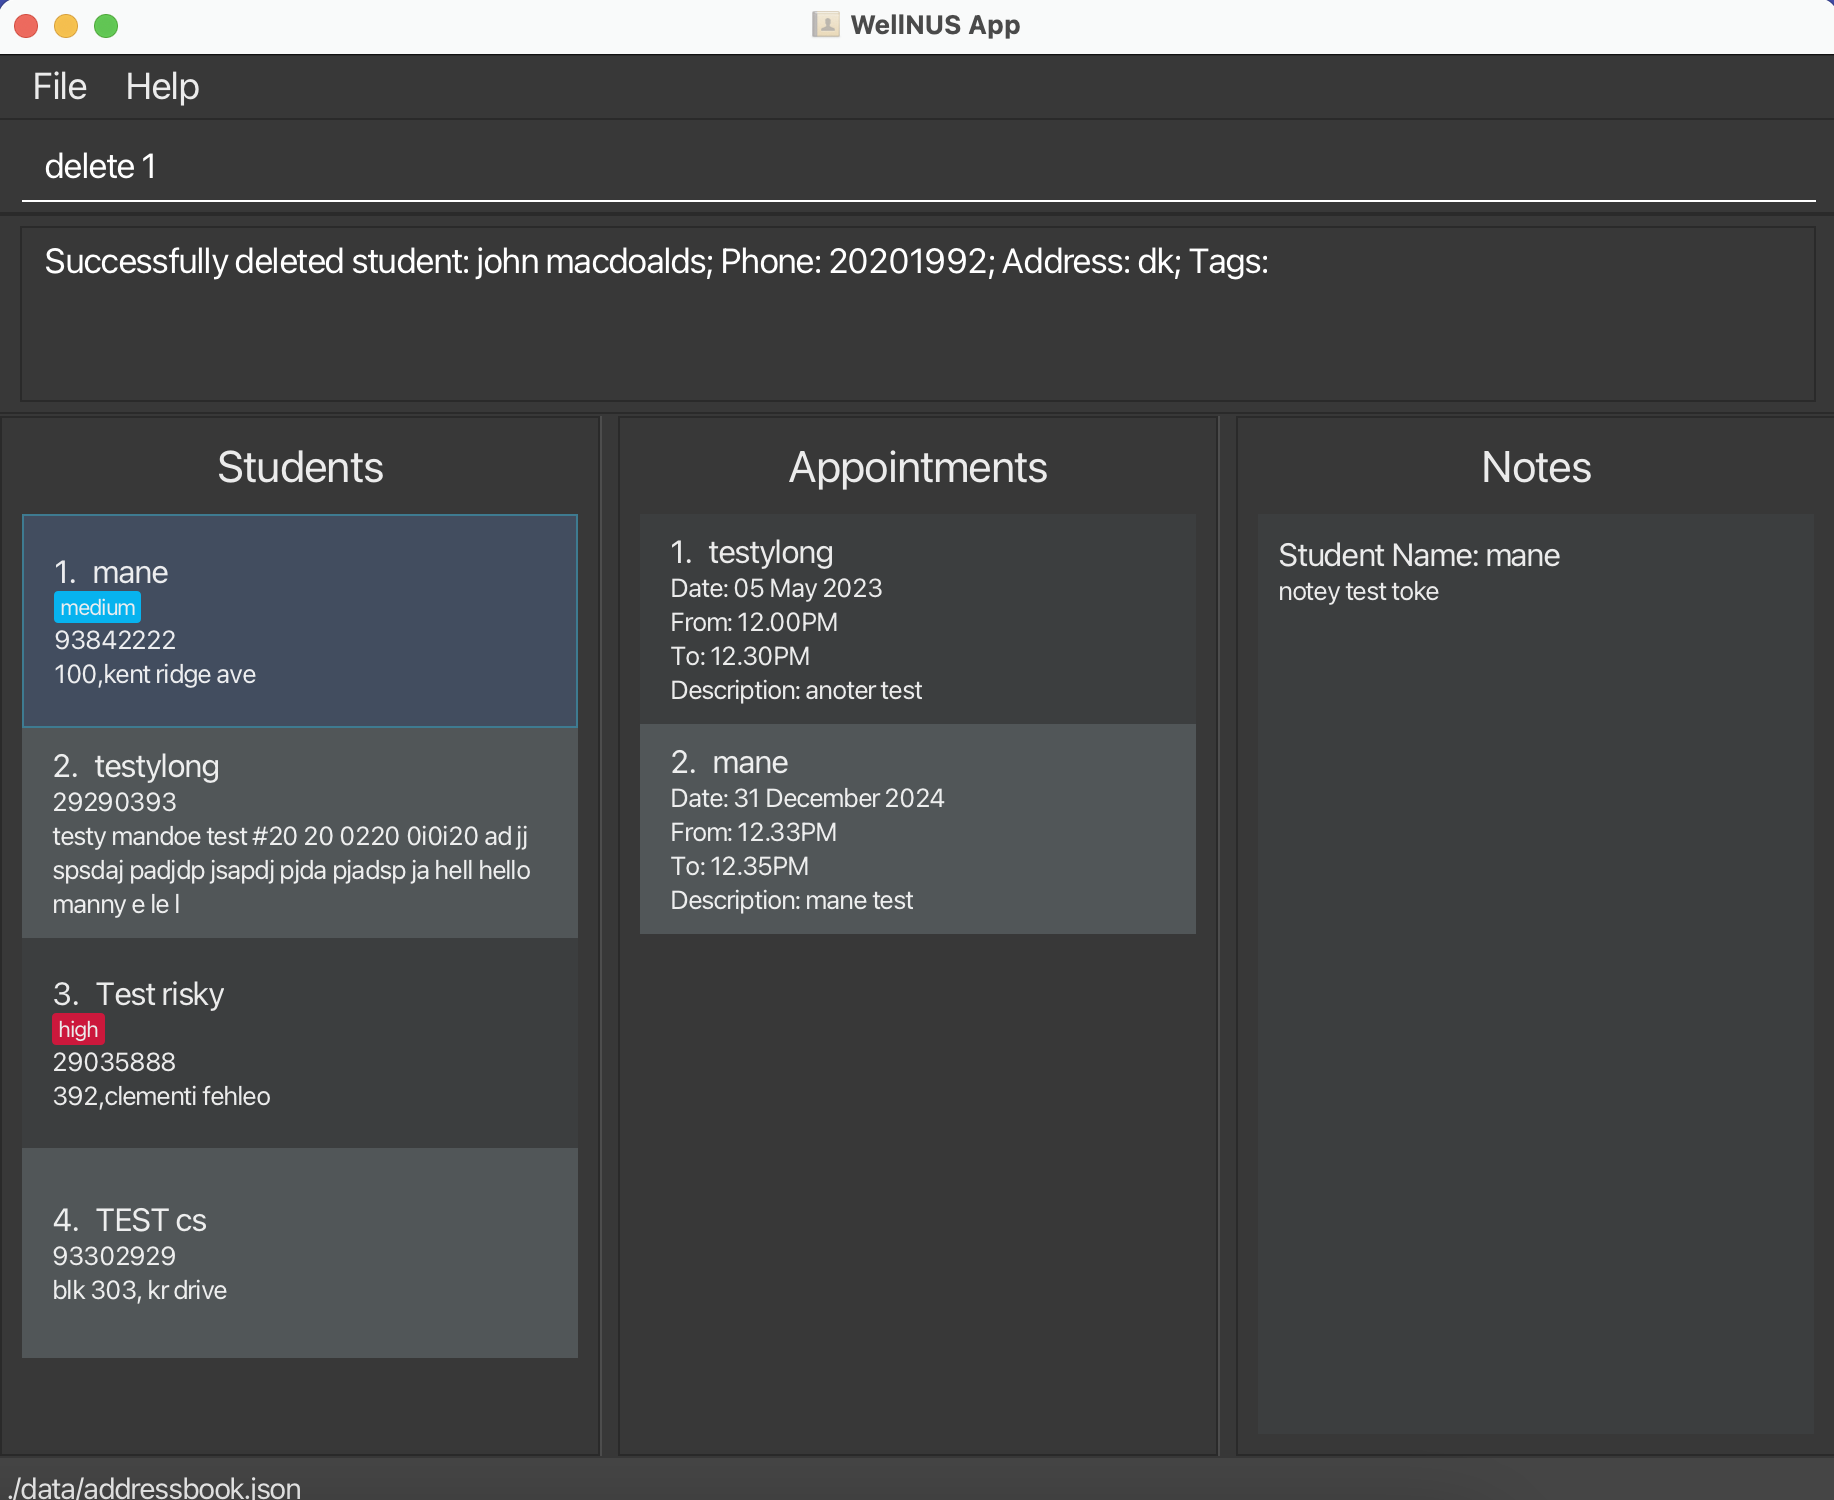 WellNUS App
File Help
delete 1
Successfully deleted student: john macdoalds; Phone: 20201992; Address: dk; Tags:
Students
1. mane
medium
93842222
100,kent ridge ave
2. testylong
29290393
testy mandoe test #20 20 0220 0i0i20 ad jj
spsdaj padjdp jsapdj pjda pjadsp ja hell hello
manny e le l
3. Test risky
high
29035888
392,clementi fehleo
4. TEST cs
93302929
blk 303, kr drive
Appointments
1. testylong
Date: 05 May 2023
From: 12.00PM
To: 12.30PM
Description: anoter test
2. mane
Date: 31 December 2024
From: 12.33PM
To: 12.35PM
Description: mane test
Notes
Student Name: mane
notey test toke
./data/addressbook.json